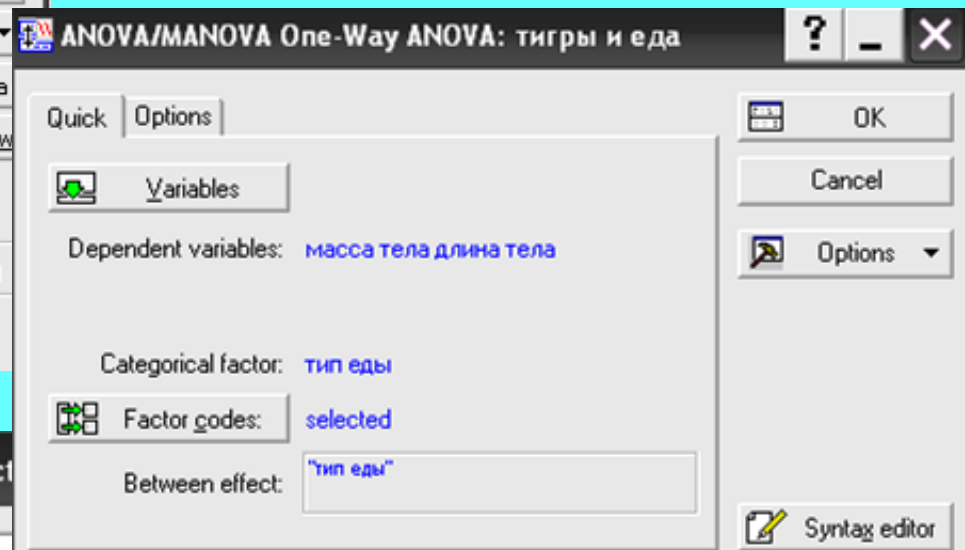 ANOVA/MANOVA One-Way ANOVA: тигры и еда
Quick
Options
OK
Variables
Cancel
Dependent variables: масса тела длина тела
Options
Categorical factor: тип еды
Factor codes: selected
Between effect: "тип еды"
Syntax editor